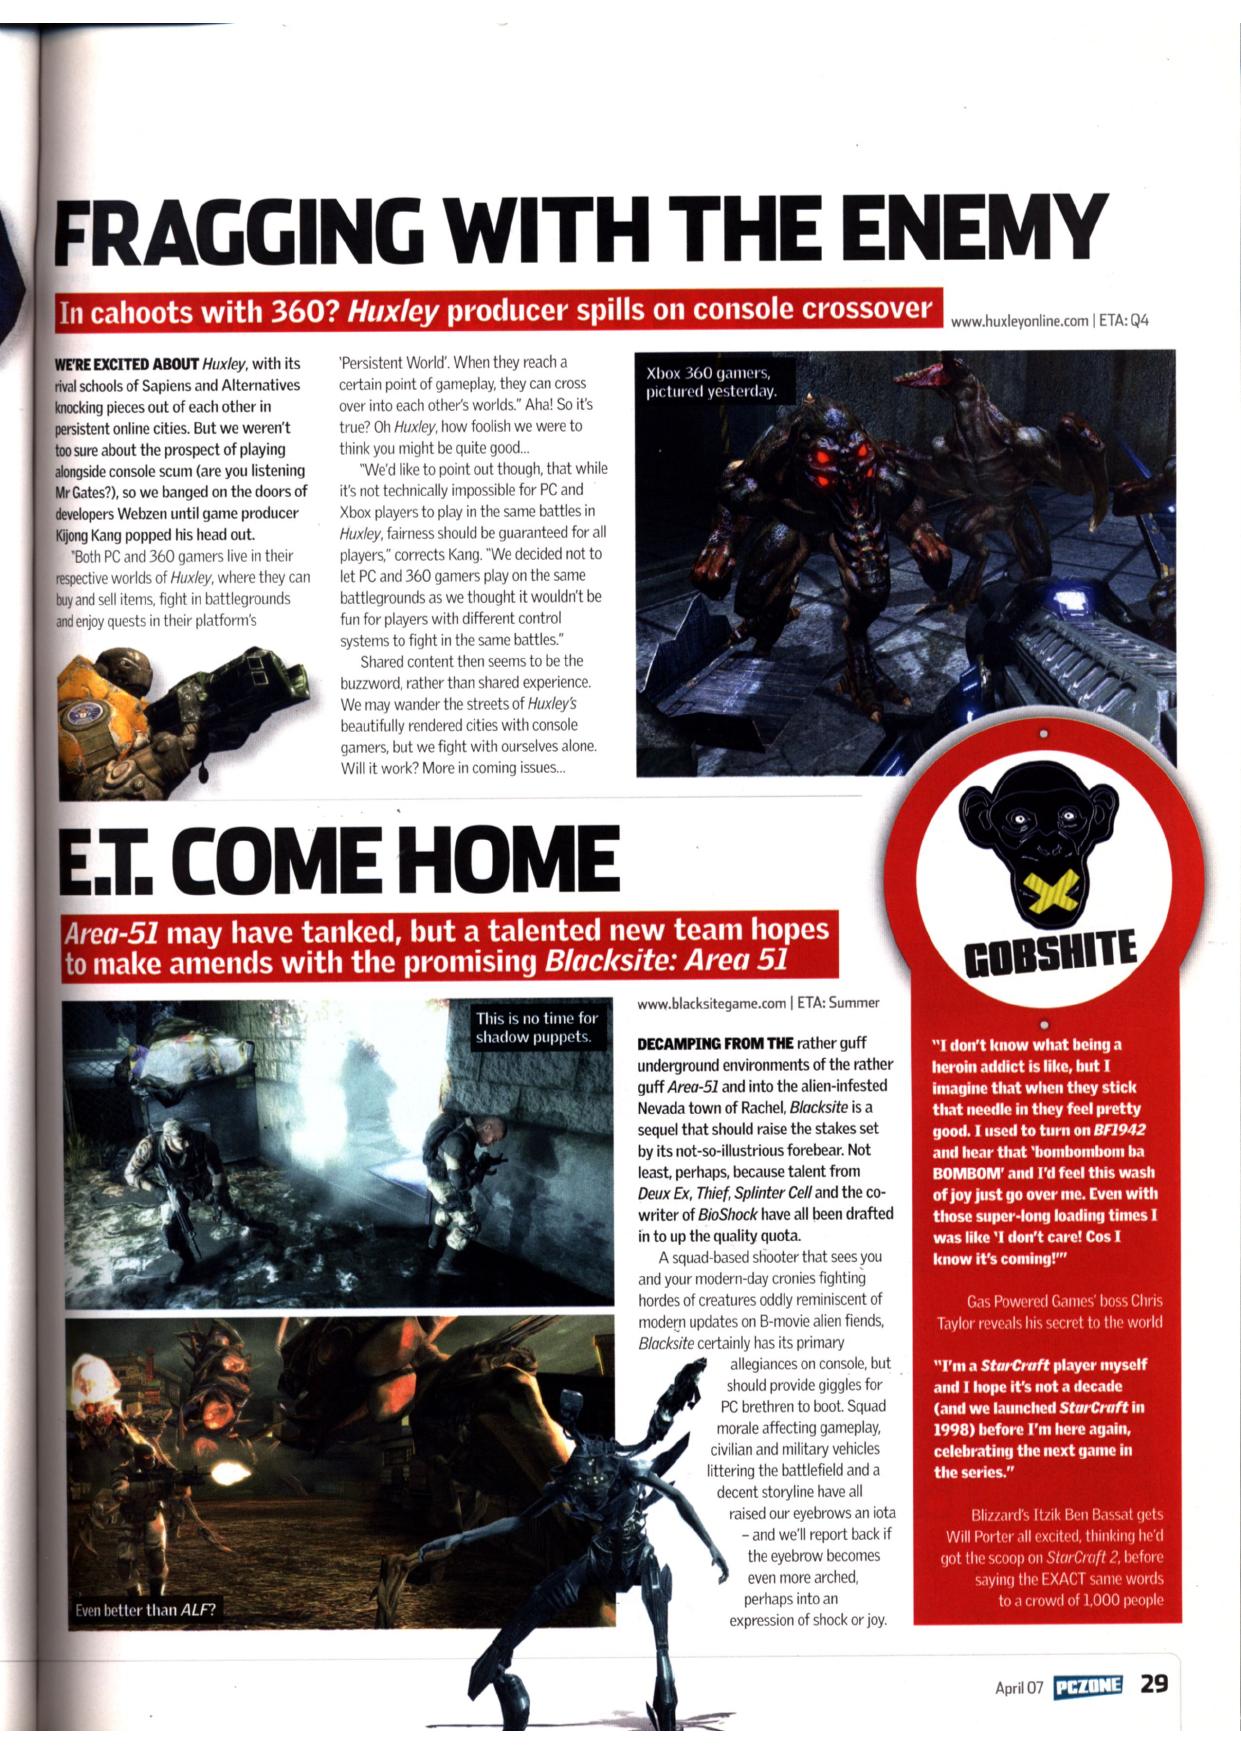 FRAGGING WITH THE ENEMY
In cahoots with 360? Huxley producer spills on console crossover
www.huxleyonline.com | ETA: Q4
WE'RE EXCITED ABOUT Huxley, with its
rival schools of Sapiens and Alternatives
knocking pieces out of each other in
persistent online cities. But we weren't
too sure about the prospect of playing
alongside console scum (are you listening
Mr Gates?), so we banged on the doors of
developers Webzen until game producer
Kijong Kang popped his head out.
"Both PC and 360 gamers live in their
respective worlds of Huxley, where they can
buy and sell items, fight in battlegrounds
and enjoy quests in their platform's
'Persistent World'. When they reach a
certain point of gameplay, they can cross
over into each other's worlds." Aha! So it's
true? Oh Huxley, how foolish we were to
think you might be quite good...
"We'd like to point out though, that while
it's not technically impossible for PC and
Xbox players to play in the same battles in
Huxley, fairness should be guaranteed for all
players," corrects Kang. "We decided not to
let PC and 360 gamers play on the same
battlegrounds as we thought it wouldn't be
fun for players with different control
systems to fight in the same battles."
Shared content then seems to be the
buzzword, rather than shared experience.
We may wander the streets of Huxley's
beautifully rendered cities with console
gamers, but we fight with ourselves alone.
Will it work? More in coming issues...
Xbox 360 gamers,
pictured yesterday.
E.T. COME HOME
Area-51 may have tanked, but a talented new team hopes
to make amends with the promising Blacksite: Area 51
This is no time for
shadow puppets.
Even better than ALF?
www.blacksitegame.com | ETA: Summer
DECAMPING FROM THE rather guff
underground environments of the rather
guff Area-51 and into the alien-infested
Nevada town of Rachel, Blacksite is a
sequel that should raise the stakes set
by its not-so-illustrious forebear. Not
least, perhaps, because talent from
Deux Ex, Thief, Splinter Cell and the co-
writer of BioShock have all been drafted
in to up the quality quota.
A squad-based shooter that sees you
and your modern-day cronies fighting
hordes of creatures oddly reminiscent of
modern updates on B-movie alien fiends,
Blacksite certainly has its primary
allegiances on console, but
should provide giggles for
PC brethren to boot. Squad
morale affecting gameplay,
civilian and military vehicles
littering the battlefield and a
decent storyline have all
raised our eyebrows an iota
– and we'll report back if
the eyebrow becomes
even more arched,
perhaps into an
expression of shock or joy.
GOBSHITE
"I don't know what being a
heroin addict is like, but I
imagine that when they stick
that needle in they feel pretty
good. I used to turn on BF1942
and hear that 'bombombom ba
BOMBOM' and I'd feel this wash
of joy just go over me. Even with
those super-long loading times I
was like 'I don't care! Cos I
know it's coming!'"
Gas Powered Games' boss Chris
Taylor reveals his secret to the world
"I'm a StarCraft player myself
and I hope it's not a decade
(and we launched StarCraft in
1998) before I'm here again,
celebrating the next game in
the series."
Blizzard's Itzik Ben Bassat gets
Will Porter all excited, thinking he'd
got the scoop on StarCraft 2, before
saying the EXACT same words
to a crowd of 1,000 people
April 07 PCZONE 29